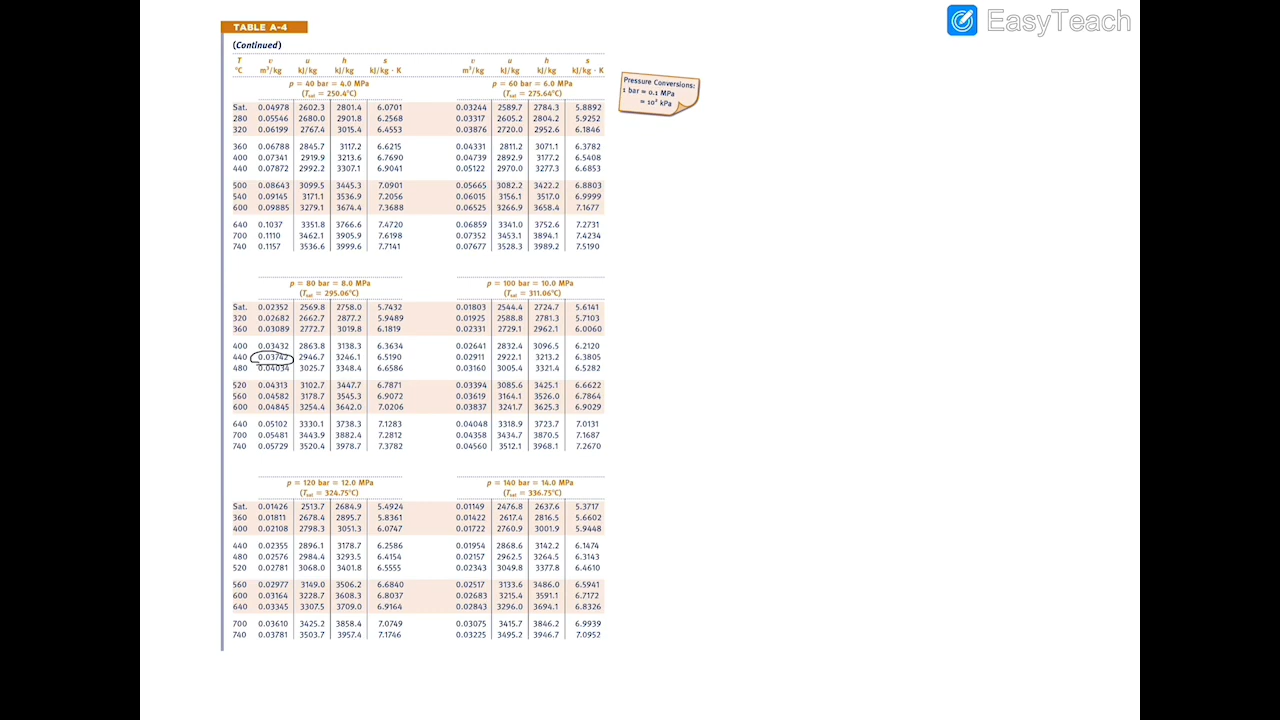 EasyTeach
TABLE A-4
(Continued)
T v u h s v u h s
°C m³/kg kJ/kg kJ/kg kJ/kg · K m³/kg kJ/kg kJ/kg kJ/kg · K
p = 40 bar = 4.0 MPa p = 60 bar = 6.0 MPa
(Tsat = 250.4°C) (Tsat = 275.64°C)
Sat. 0.04978 2602.3 2801.4 6.0701 0.03244 2589.7 2784.3 5.8892
280 0.05546 2680.0 2901.8 6.2568 0.03317 2605.2 2804.2 5.9252
320 0.06199 2767.4 3015.4 6.4553 0.03876 2720.0 2952.6 6.1846
360 0.06788 2845.7 3117.2 6.6215 0.04331 2811.2 3071.1 6.3782
400 0.07341 2919.9 3213.6 6.7690 0.04739 2892.9 3177.2 6.5408
440 0.07872 2992.2 3307.1 6.9041 0.05122 2970.0 3277.3 6.6853
500 0.08643 3099.5 3445.3 7.0901 0.05665 3082.2 3422.2 6.8803
540 0.09145 3171.1 3536.9 7.2056 0.06015 3156.1 3517.0 6.9999
600 0.09885 3279.1 3674.4 7.3688 0.06525 3266.9 3658.4 7.1677
640 0.1037 3351.8 3766.6 7.4720 0.06859 3341.0 3752.6 7.2731
700 0.1110 3462.1 3905.9 7.6198 0.07352 3453.1 3894.1 7.4234
740 0.1157 3536.6 3999.6 7.7141 0.07677 3528.3 3989.2 7.5190
p = 80 bar = 8.0 MPa p = 100 bar = 10.0 MPa
(Tsat = 295.06°C) (Tsat = 311.06°C)
Sat. 0.02352 2569.8 2758.0 5.7432 0.01803 2544.4 2724.7 5.6141
320 0.02682 2662.7 2877.2 5.9489 0.01925 2588.8 2781.3 5.7103
360 0.03089 2772.7 3019.8 6.1819 0.02331 2729.1 2962.1 6.0060
400 0.03432 2863.8 3138.3 6.3634 0.02641 2832.4 3096.5 6.2120
440 0.03742 2946.7 3246.1 6.5190 0.02911 2922.1 3213.2 6.3805
480 0.04034 3025.7 3348.4 6.6586 0.03160 3005.4 3321.4 6.5282
520 0.04313 3102.7 3447.7 6.7871 0.03394 3085.6 3425.1 6.6622
560 0.04582 3178.7 3545.3 6.9072 0.03619 3164.1 3526.0 6.7864
600 0.04845 3254.4 3642.0 7.0206 0.03837 3241.7 3625.3 6.9029
640 0.05102 3330.1 3738.3 7.1283 0.04048 3318.9 3723.7 7.0131
700 0.05481 3443.9 3882.4 7.2812 0.04358 3434.7 3870.5 7.1687
740 0.05729 3520.4 3978.7 7.3782 0.04560 3512.1 3968.1 7.2670
p = 120 bar = 12.0 MPa p = 140 bar = 14.0 MPa
(Tsat = 324.75°C) (Tsat = 336.75°C)
Sat. 0.01426 2513.7 2684.9 5.4924 0.01149 2476.8 2637.6 5.3717
360 0.01811 2678.4 2895.7 5.8361 0.01422 2617.4 2816.5 5.6602
400 0.02108 2798.3 3051.3 6.0747 0.01722 2760.9 3001.9 5.9448
440 0.02355 2896.1 3178.7 6.2586 0.01954 2868.6 3142.2 6.1474
480 0.02576 2984.4 3293.5 6.4154 0.02157 2962.5 3264.5 6.3143
520 0.02781 3068.0 3401.8 6.5555 0.02343 3049.8 3377.8 6.4610
560 0.02977 3149.0 3506.2 6.6840 0.02517 3133.6 3486.0 6.5941
600 0.03164 3228.7 3608.3 6.8037 0.02683 3215.4 3591.1 6.7172
640 0.03345 3307.5 3709.0 6.9164 0.02843 3296.0 3694.1 6.8326
700 0.03610 3425.2 3858.4 7.0749 0.03075 3415.7 3846.2 6.9939
740 0.03781 3503.7 3957.4 7.1746 0.03225 3495.2 3946.7 7.0952
Pressure Conversions:
1 bar = 0.1 MPa
= 10² kPa